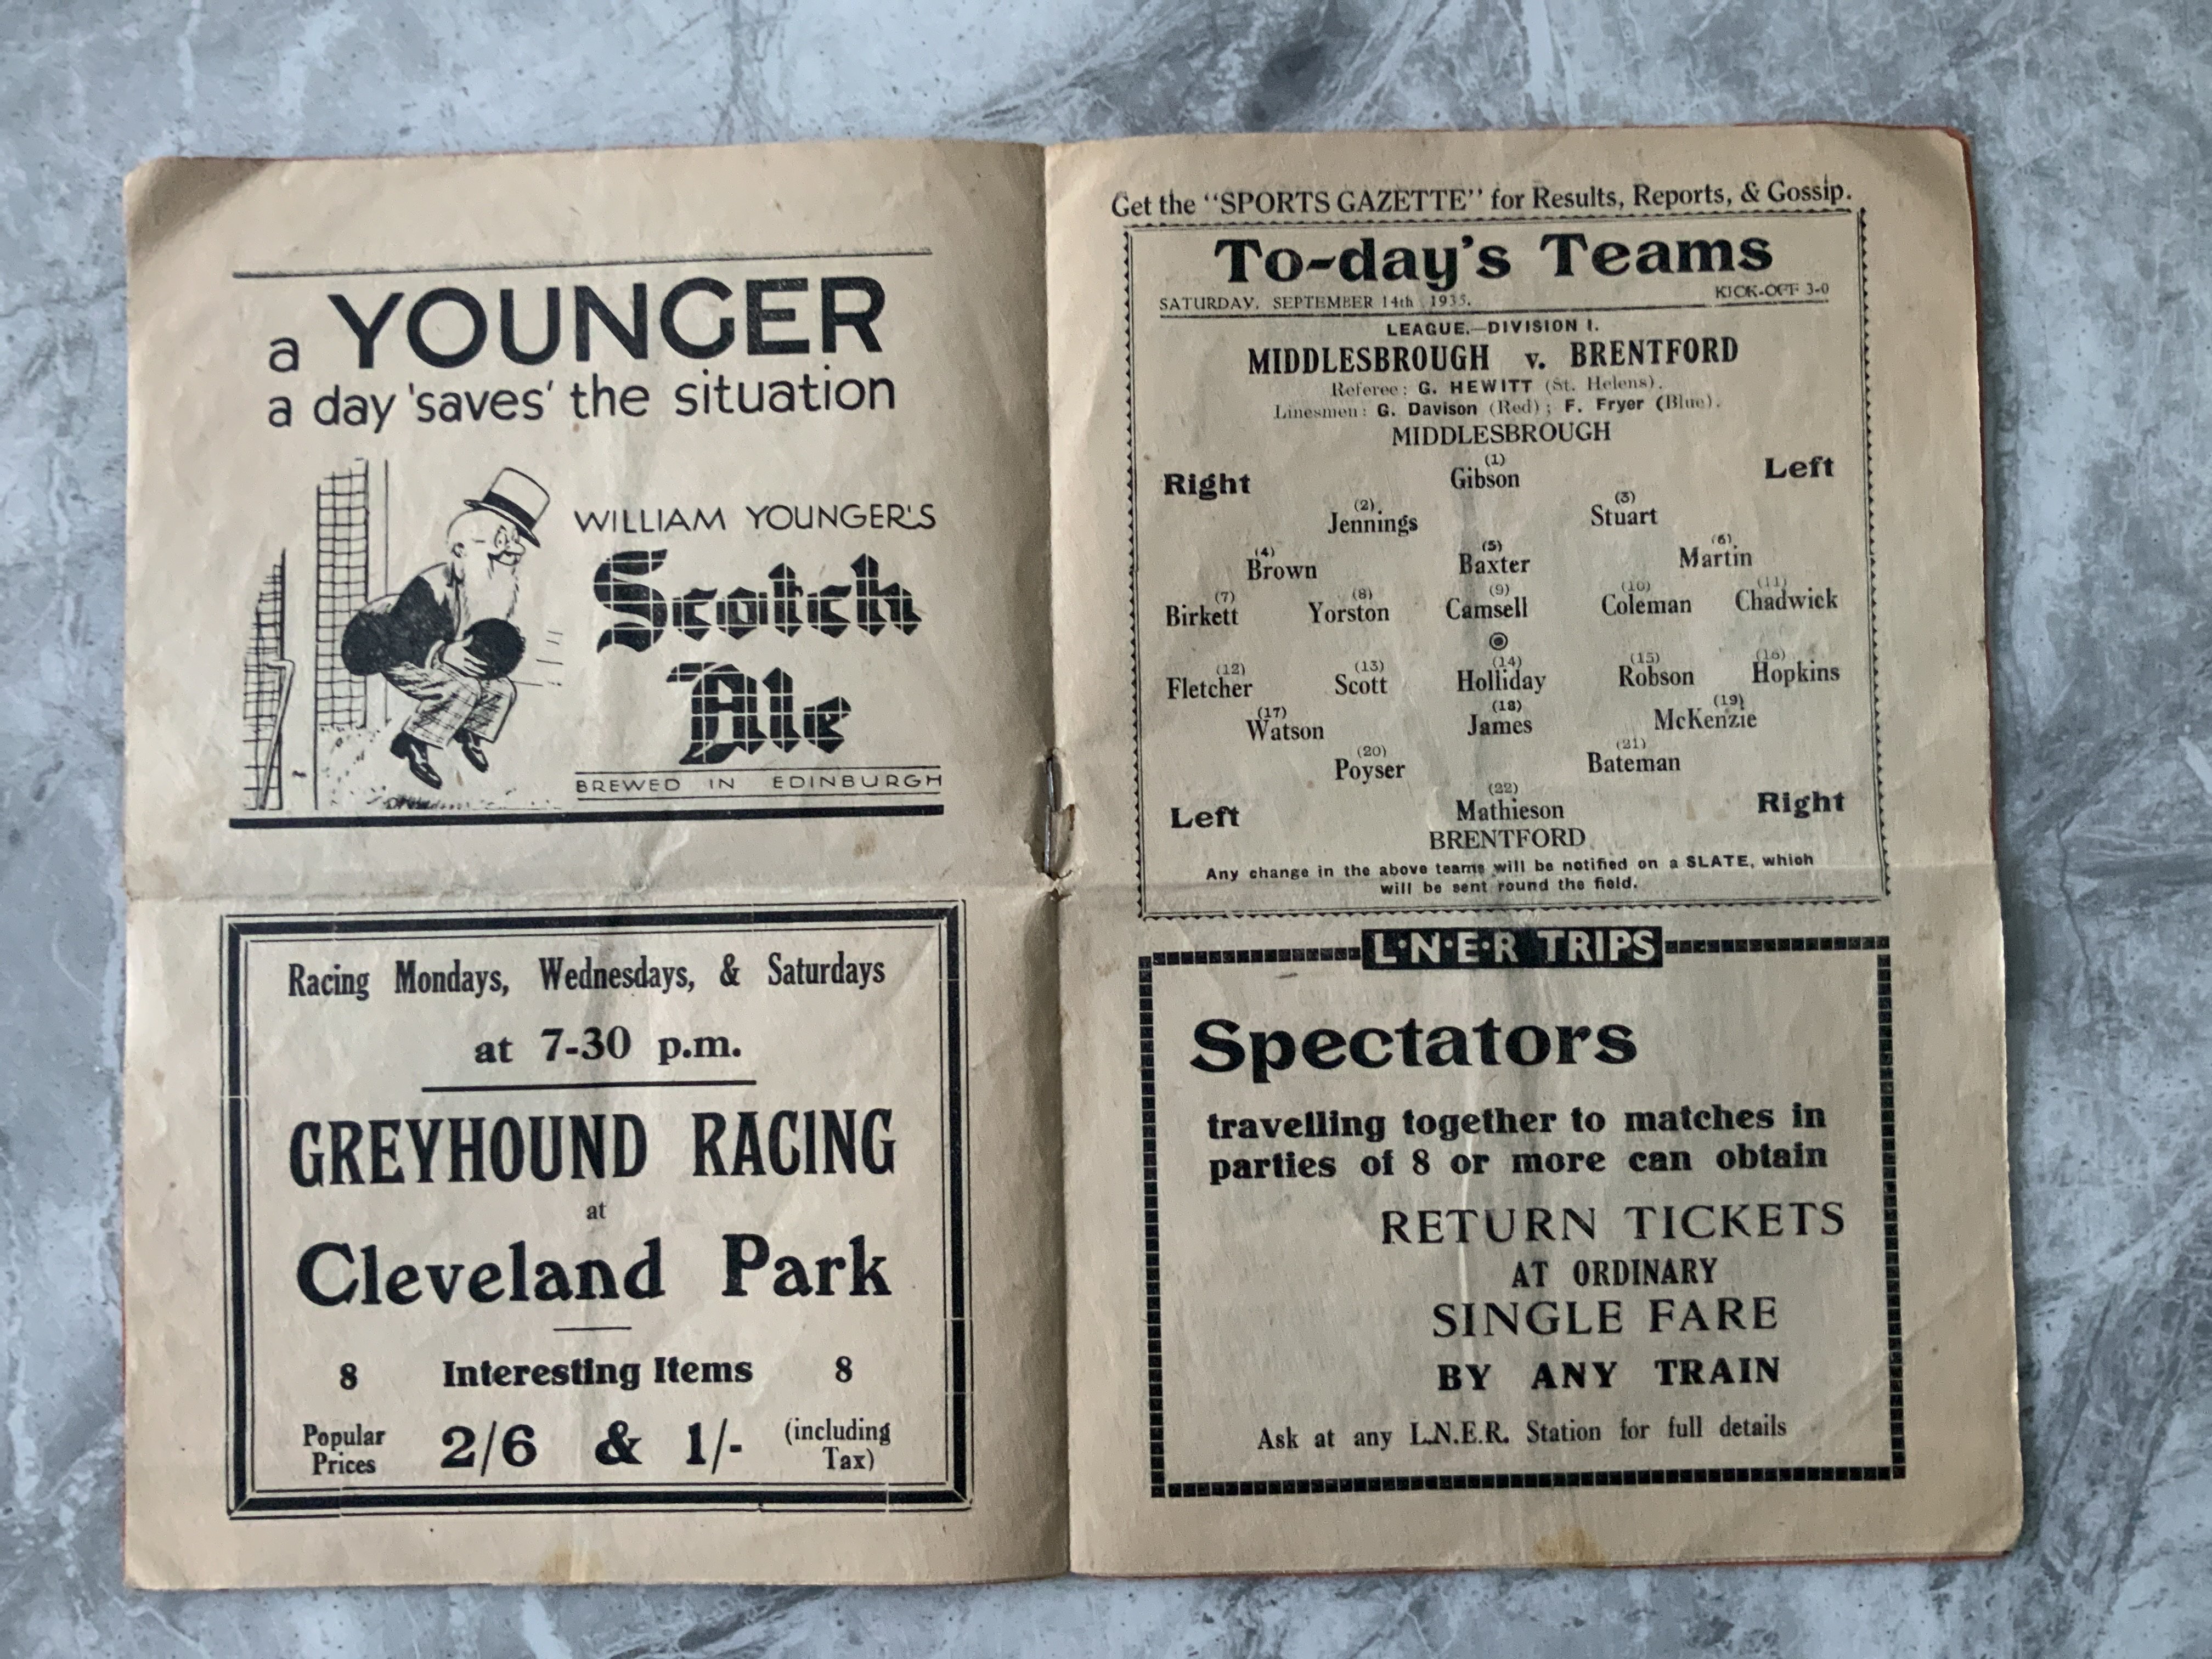 a YOUNGER
a day 'saves' the situation
WILLIAM YOUNGER'S
Scotch
Ale
BREWED IN EDINBURGH
Racing Mondays, Wednesdays, & Saturdays
at 7-30 p.m.
GREYHOUND RACING
at
Cleveland Park
8 Interesting Items 8
Popular Prices 2/6 & 1/- (including Tax)
Get the "SPORTS GAZETTE" for Results, Reports, & Gossip.
To-day's Teams
SATURDAY, SEPTEMBER 14th 1935. KICK-OFF 3-0
LEAGUE.—DIVISION I.
MIDDLESBROUGH v. BRENTFORD
Referee: G. HEWITT (St. Helens).
Linesmen: G. Davison (Red); F. Fryer (Blue).
MIDDLESBROUGH
(1)
Right Gibson Left
(2) (3)
Jennings Stuart
(4) (5) (6)
Brown Baxter Martin
(7) (8) (9) (10) (11)
Birkett Yorston Camsell Coleman Chadwick
(12) (13) (14) (15) (16)
Fletcher Scott Holliday Robson Hopkins
(17) (18) (19)
Watson James McKenzie
(20) (21)
Poyser Bateman
(22)
Left Mathieson Right
BRENTFORD
Any change in the above teams will be notified on a SLATE, which
will be sent round the field.
L·N·E·R TRIPS
Spectators
travelling together to matches in
parties of 8 or more can obtain
RETURN TICKETS
AT ORDINARY
SINGLE FARE
BY ANY TRAIN
Ask at any L.N.E.R. Station for full details